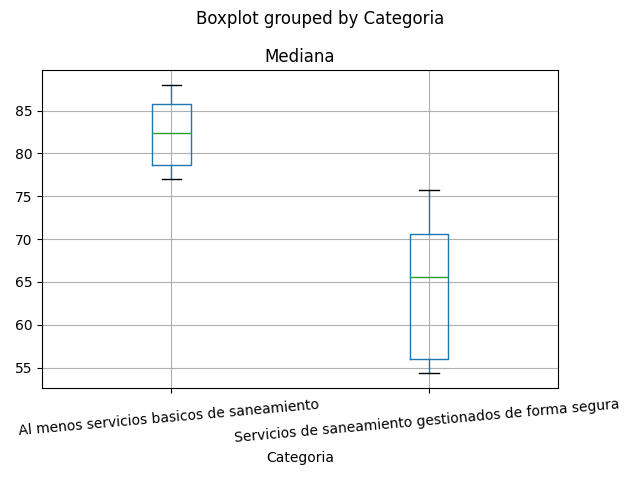 Boxplot grouped by Categoria
Mediana
85
80
75
70
65
60
55
Al menos servicios basicos de saneamiento
Servicios de saneamiento gestionados de forma segura
Categoria